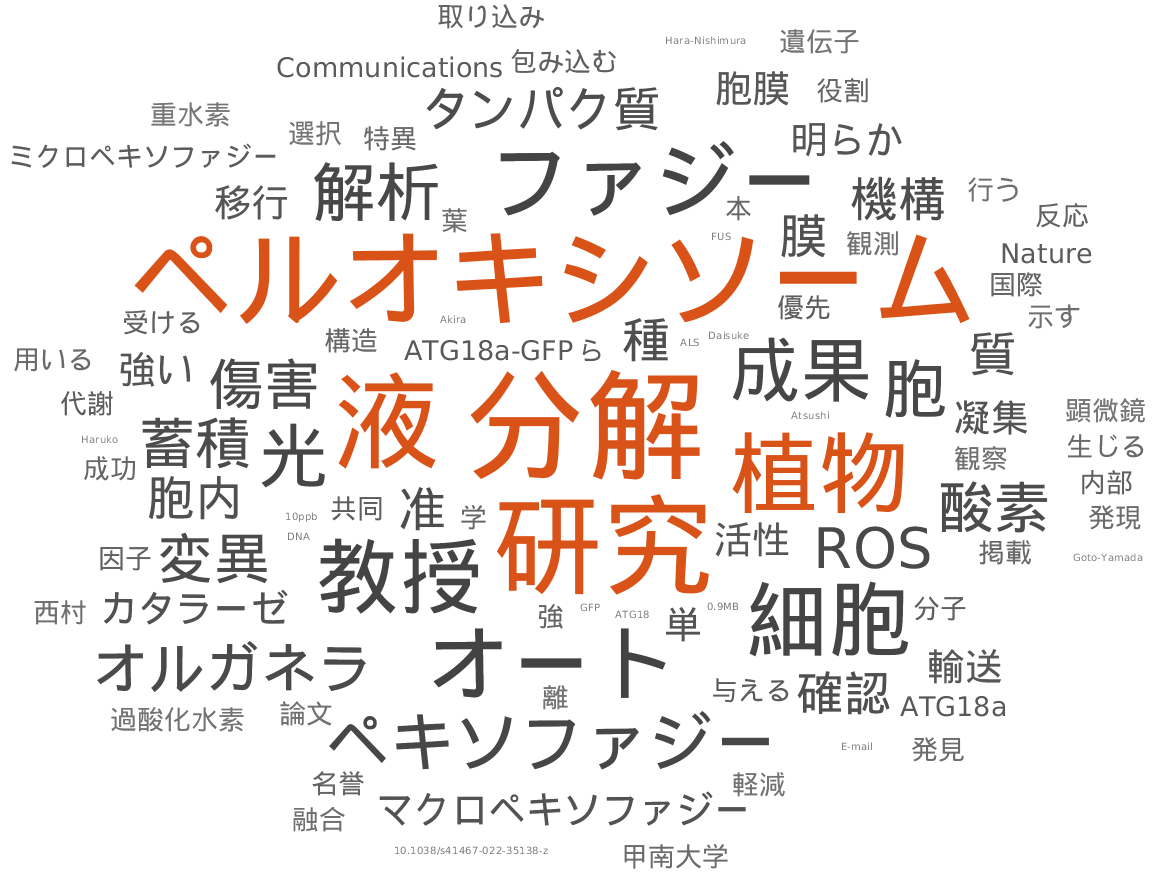 取り込み
Hara-Nishimura
遺伝子
Communications
包み込む
胞膜
役割
タンパク質
重水素
選択
特異
明らか
ミクロペキソファジー
解析
ファジー
移行
葉
本
機構
行う
反応
FUS
膜
観測
Nature
ペルオキシソーム
国際
優先
示す
受ける
Akira
構造
ATG18a-GFP
ら
種
ALS
Daisuke
用いる
強い
傷害
成果
質
胞
代謝
液
分解
Atsushi
凝集
顕微鏡
Haruko
蓄積
光
植物
生じる
成功
観察
内部
胞内
共同
准
学
酸素
発現
10ppb
DNA
研究
活性
ROS
掲載
Goto-Yamada
因子
変異
教授
西村
カタラーゼ
強
GFP
ATG18
単
0.9MB
細胞
分子
オルガネラ
オート
輸送
離
与える
確認
ATG18a
過酸化水素
論文
ペキソファジー
E-mail
発見
名誉
軽減
融合
マクロペキソファジー
10.1038/s41467-022-35138-z
甲南大学